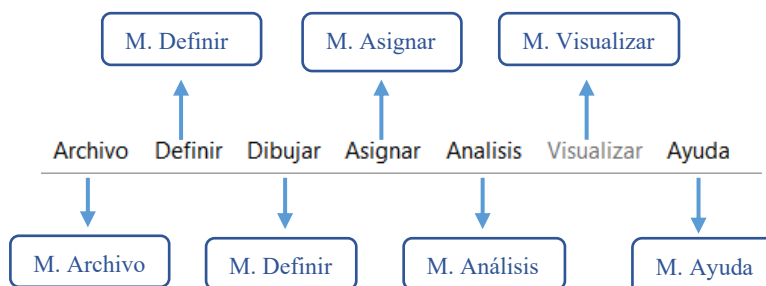 M. Definir M. Asignar M. Visualizar
Archivo Definir Dibujar Asignar Analisis Visualizar Ayuda
M. Archivo M. Definir M. Análisis M. Ayuda